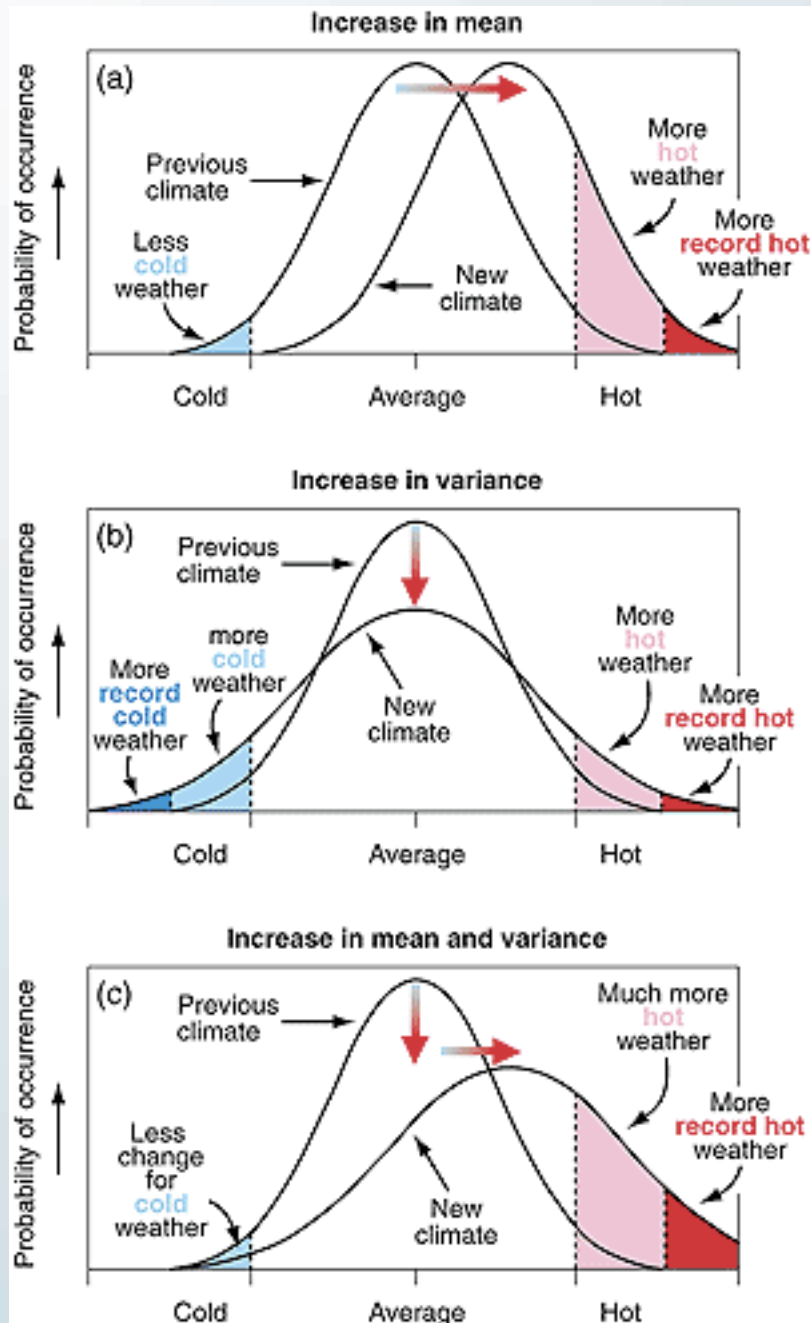 Increase in mean
(a)
Probability of occurrence
Previous
climate
Less
cold
weather
New
climate
More
hot
weather
More
record hot
weather
Cold
Average
Hot
Increase in variance
(b)
Probability of occurrence
Previous
climate
more
cold
weather
More
record
cold
weather
New
climate
More
hot
weather
More
record hot
weather
Cold
Average
Hot
Increase in mean and variance
(c)
Probability of occurrence
Previous
climate
Less
change
for
cold
weather
New
climate
Much more
hot
weather
More
record hot
weather
Cold
Average
Hot